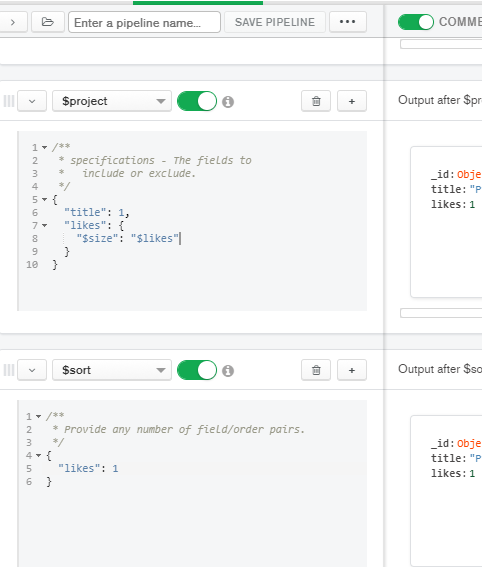 Enter a pipeline name... SAVE PIPELINE ... COMME
$project + Output after $pr
1 /**
2 * specifications - The fields to
3 * include or exclude.
4 */
5 {
6 "title": 1,
7 "likes": {
8 "$size": "$likes"
9 }
10 }
_id: Obje
title: "P
likes: 1
$sort + Output after $so
1 /**
2 * Provide any number of field/order pairs.
3 */
4 {
5 "likes": 1
6 }
_id: Obje
title: "P
likes: 1